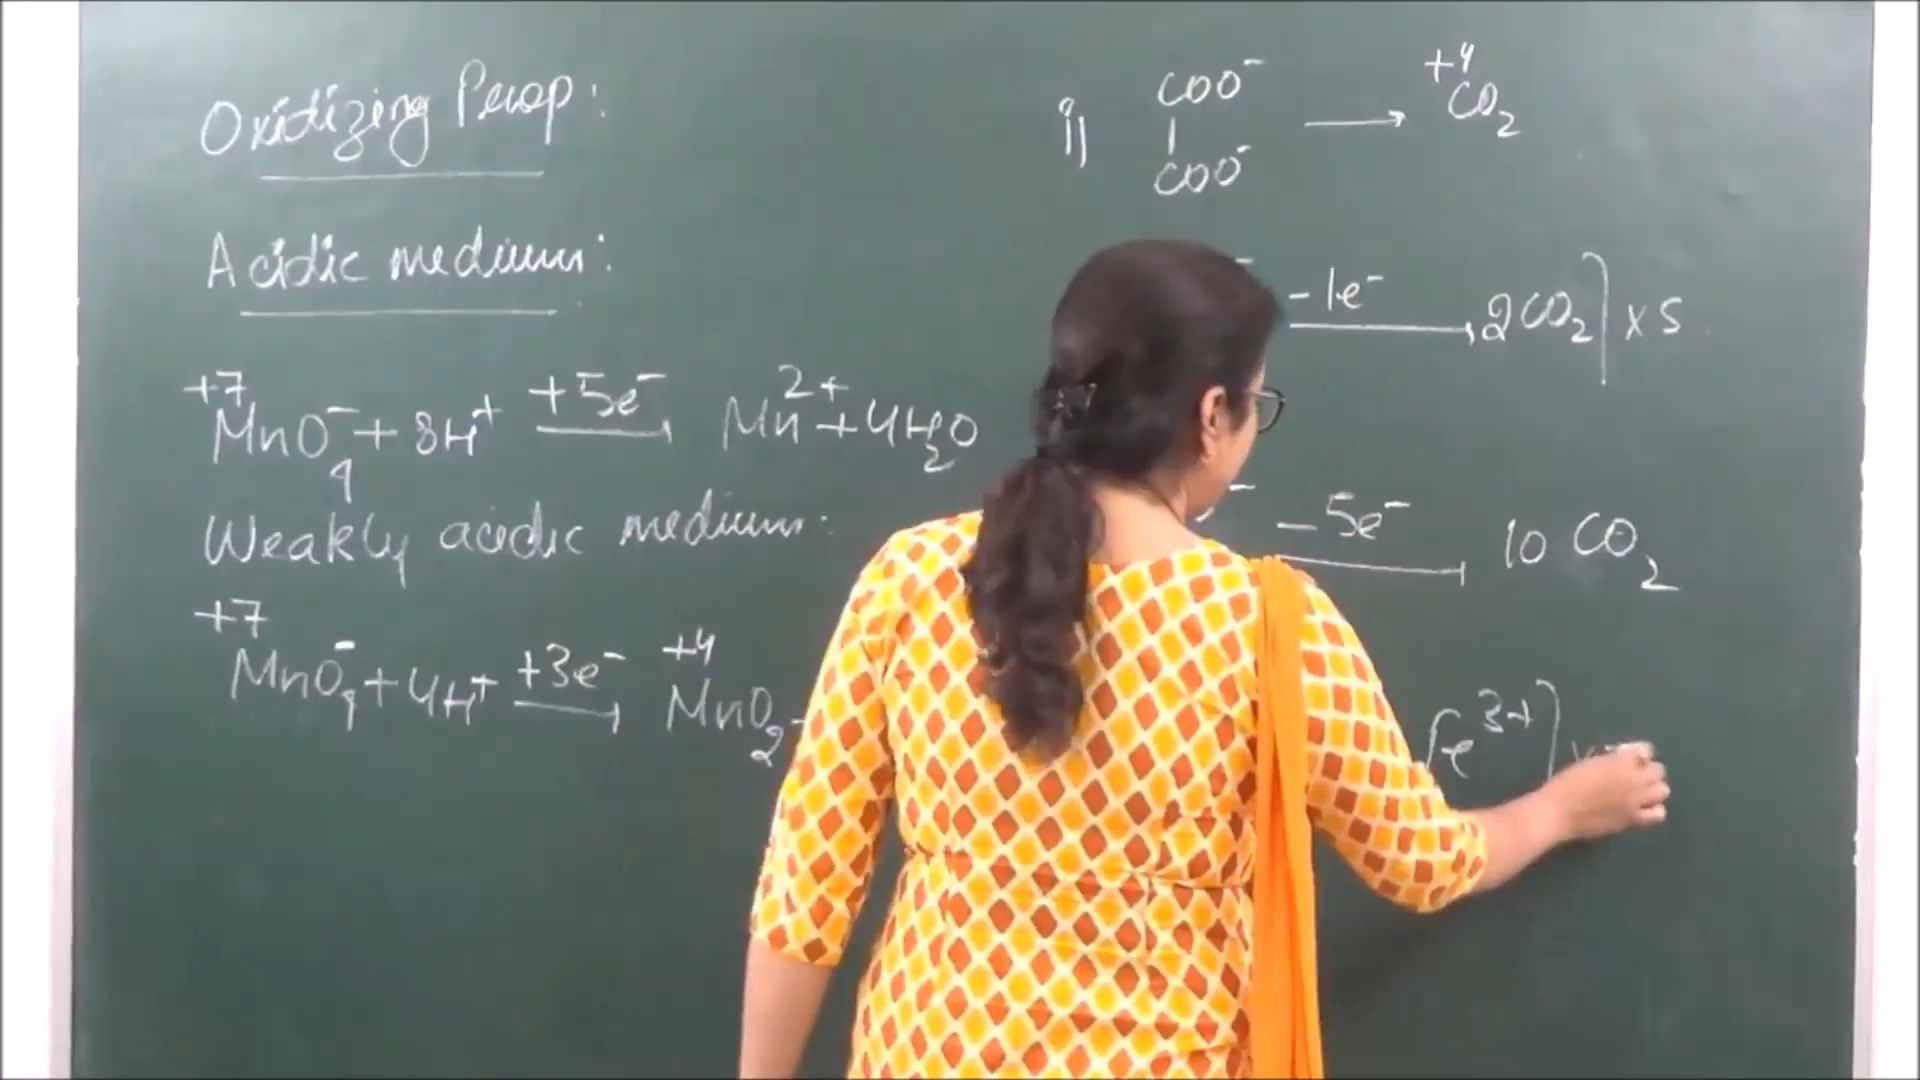 Oxidizing Prop:
Acidic medium:
+7
MnO₄⁻ + 8H⁺ +5e⁻ → Mn²⁺ + 4H₂O
Weakly acidic medium:
+7 +4
MnO₄⁻ + 4H⁺ +3e⁻ → MnO₂
i) COO⁻ | COO⁻ → +4 CO₂
-1e⁻ → 2CO₂] x 5
-5e⁻ → 10 CO₂
Fe³⁺]